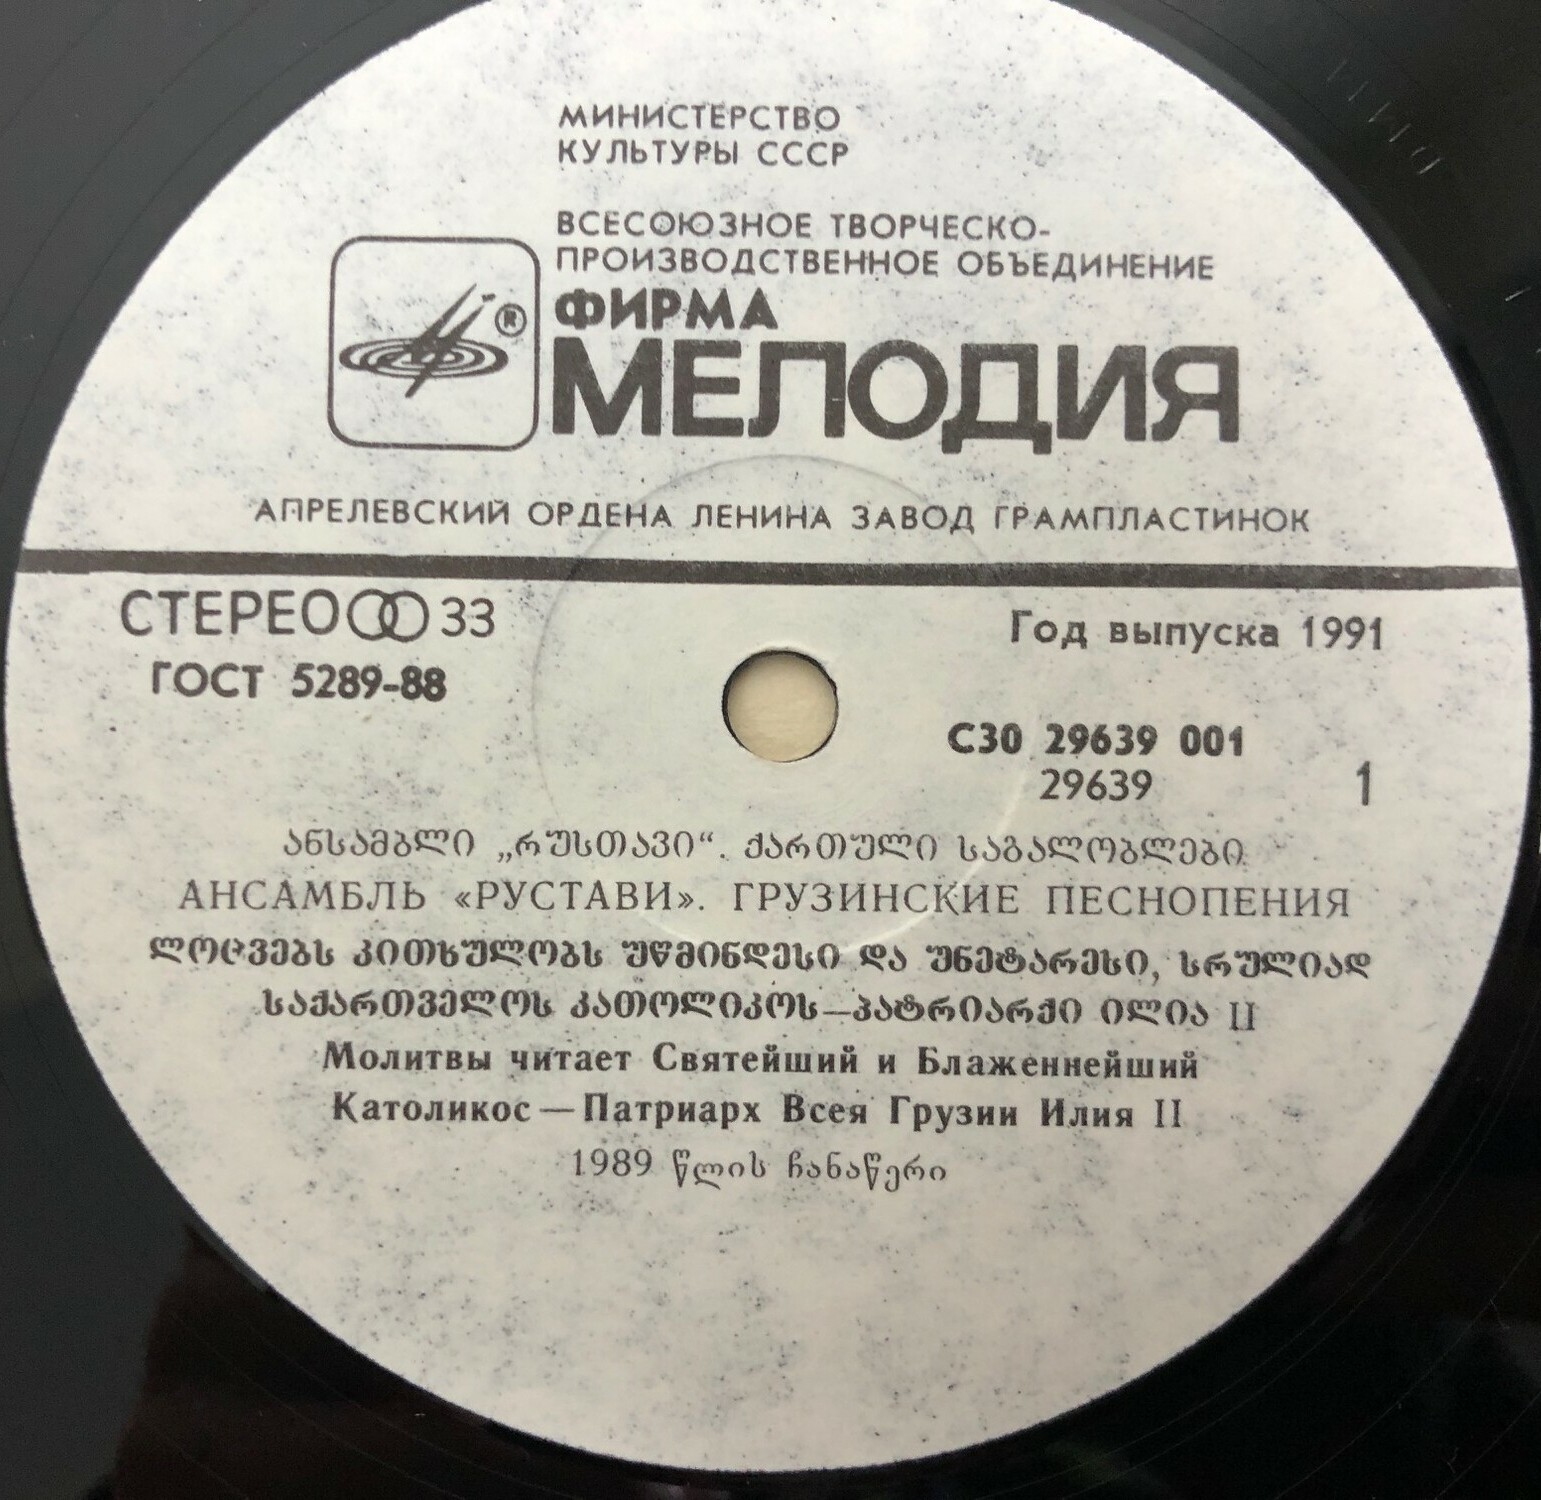 МИНИСТЕРСТВО
КУЛЬТУРЫ СССР
ВСЕСОЮЗНОЕ ТВОРЧЕСКО-
ПРОИЗВОДСТВЕННОЕ ОБЪЕДИНЕНИЕ
ФИРМА
®
МЕЛОДИЯ
АПРЕЛЕВСКИЙ ОРДЕНА ЛЕНИНА ЗАВОД ГРАМПЛАСТИНОК
СТЕРЕО 33
Год выпуска 1991
ГОСТ 5289-88
С30 29639 001
29639
1
ანსამბლი „რუსთავი“. ქართული საგალობლები
АНСАМБЛЬ «РУСТАВИ». ГРУЗИНСКИЕ ПЕСНОПЕНИЯ
ლოცვებს კითხულობს უწმინდესი და უნეტარესი, სრულიად
საქართველოს კათოლიკოს—პატრიარქი ილია II
Молитвы читает Святейший и Блаженнейший
Католикос — Патриарх Всея Грузии Илия II
1989 წლის ჩანაწერი